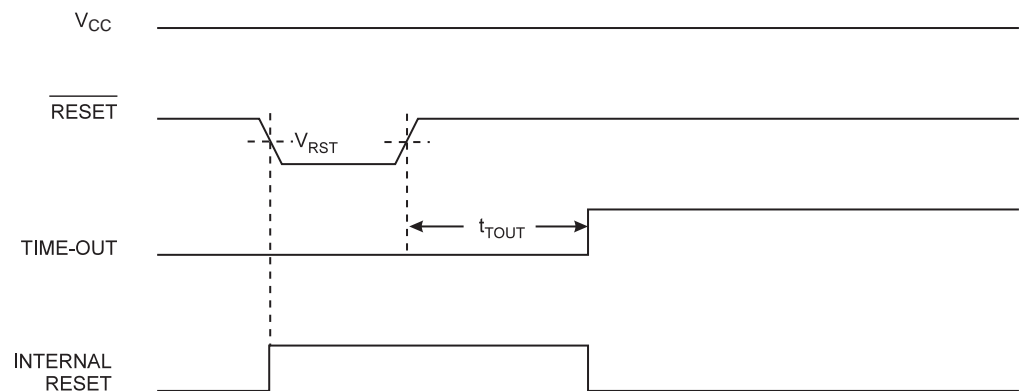 VCC
RESET
VRST
tTOUT
TIME-OUT
INTERNAL
RESET